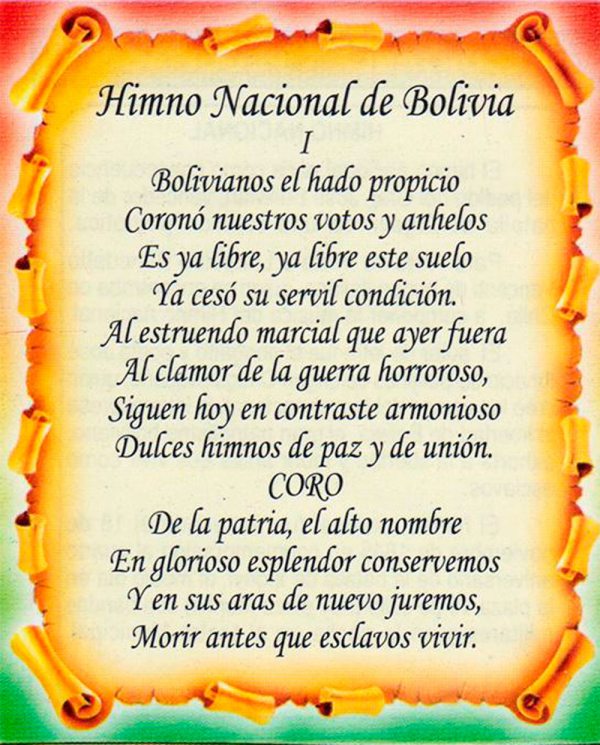 Himno Nacional de Bolivia
I
Bolivianos el hado propicio
Coronó nuestros votos y anhelos
Es ya libre, ya libre este suelo
Ya cesó su servil condición.
Al estruendo marcial que ayer fuera
Al clamor de la guerra horroroso,
Siguen hoy en contraste armonioso
Dulces himnos de paz y de unión.
CORO
De la patria, el alto nombre
En glorioso esplendor conservemos
Y en sus aras de nuevo juremos,
Morir antes que esclavos vivir.